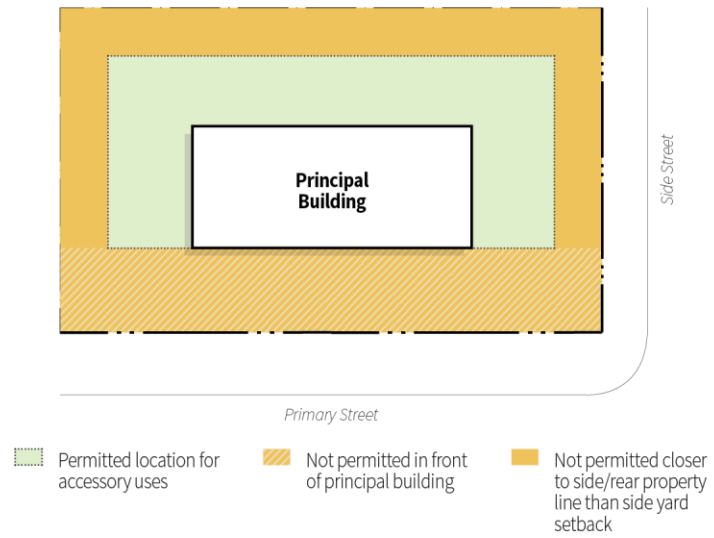 Principal
Building
Side Street
Primary Street
Permitted location for
accessory uses
Not permitted in front
of principal building
Not permitted closer
to side/rear property
line than side yard
setback